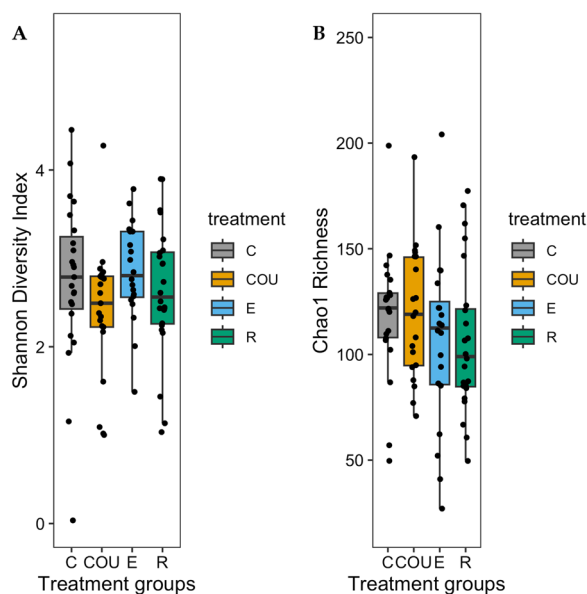 A
Shannon Diversity Index
4
2
0
C COU E R
Treatment groups
treatment
C
COU
E
R
B
Chao1 Richness
250
200
150
100
50
C COU E R
Treatment groups
treatment
C
COU
E
R